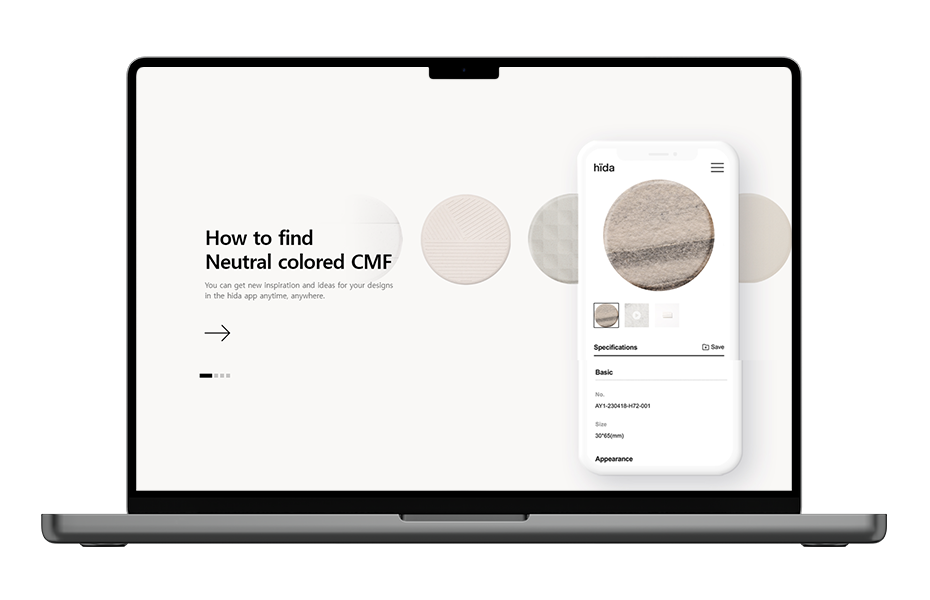 How to find
Neutral colored CMF
You can get new inspiration and ideas for your designs
in the hida app anytime, anywhere.
hïda
Specifications
Save
Basic
No.
AY1-230418-H72-001
Size
30*65(mm)
Appearance